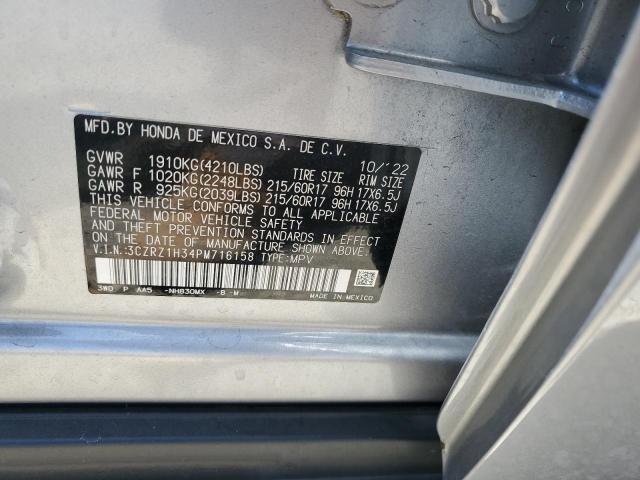 MFD.BY HONDA DE MEXICO S.A. DE C.V.
10/'22
GVWR 1910KG(4210LBS) TIRE SIZE RIM SIZE
GAWR F 1020KG(2248LBS) 215/60R17 96H 17X6.5J
GAWR R 925KG(2039LBS) 215/60R17 96H 17X6.5J
THIS VEHICLE CONFORMS TO ALL APPLICABLE
FEDERAL MOTOR VEHICLE SAFETY
AND THEFT PREVENTION STANDARDS IN EFFECT
ON THE DATE OF MANUFACTURE SHOWN ABOVE.
V.I.N.:3CZRZ1H34PM716158 TYPE:MPV
3WD P AA5 -NH830MX -B -M
MADE IN MEXICO